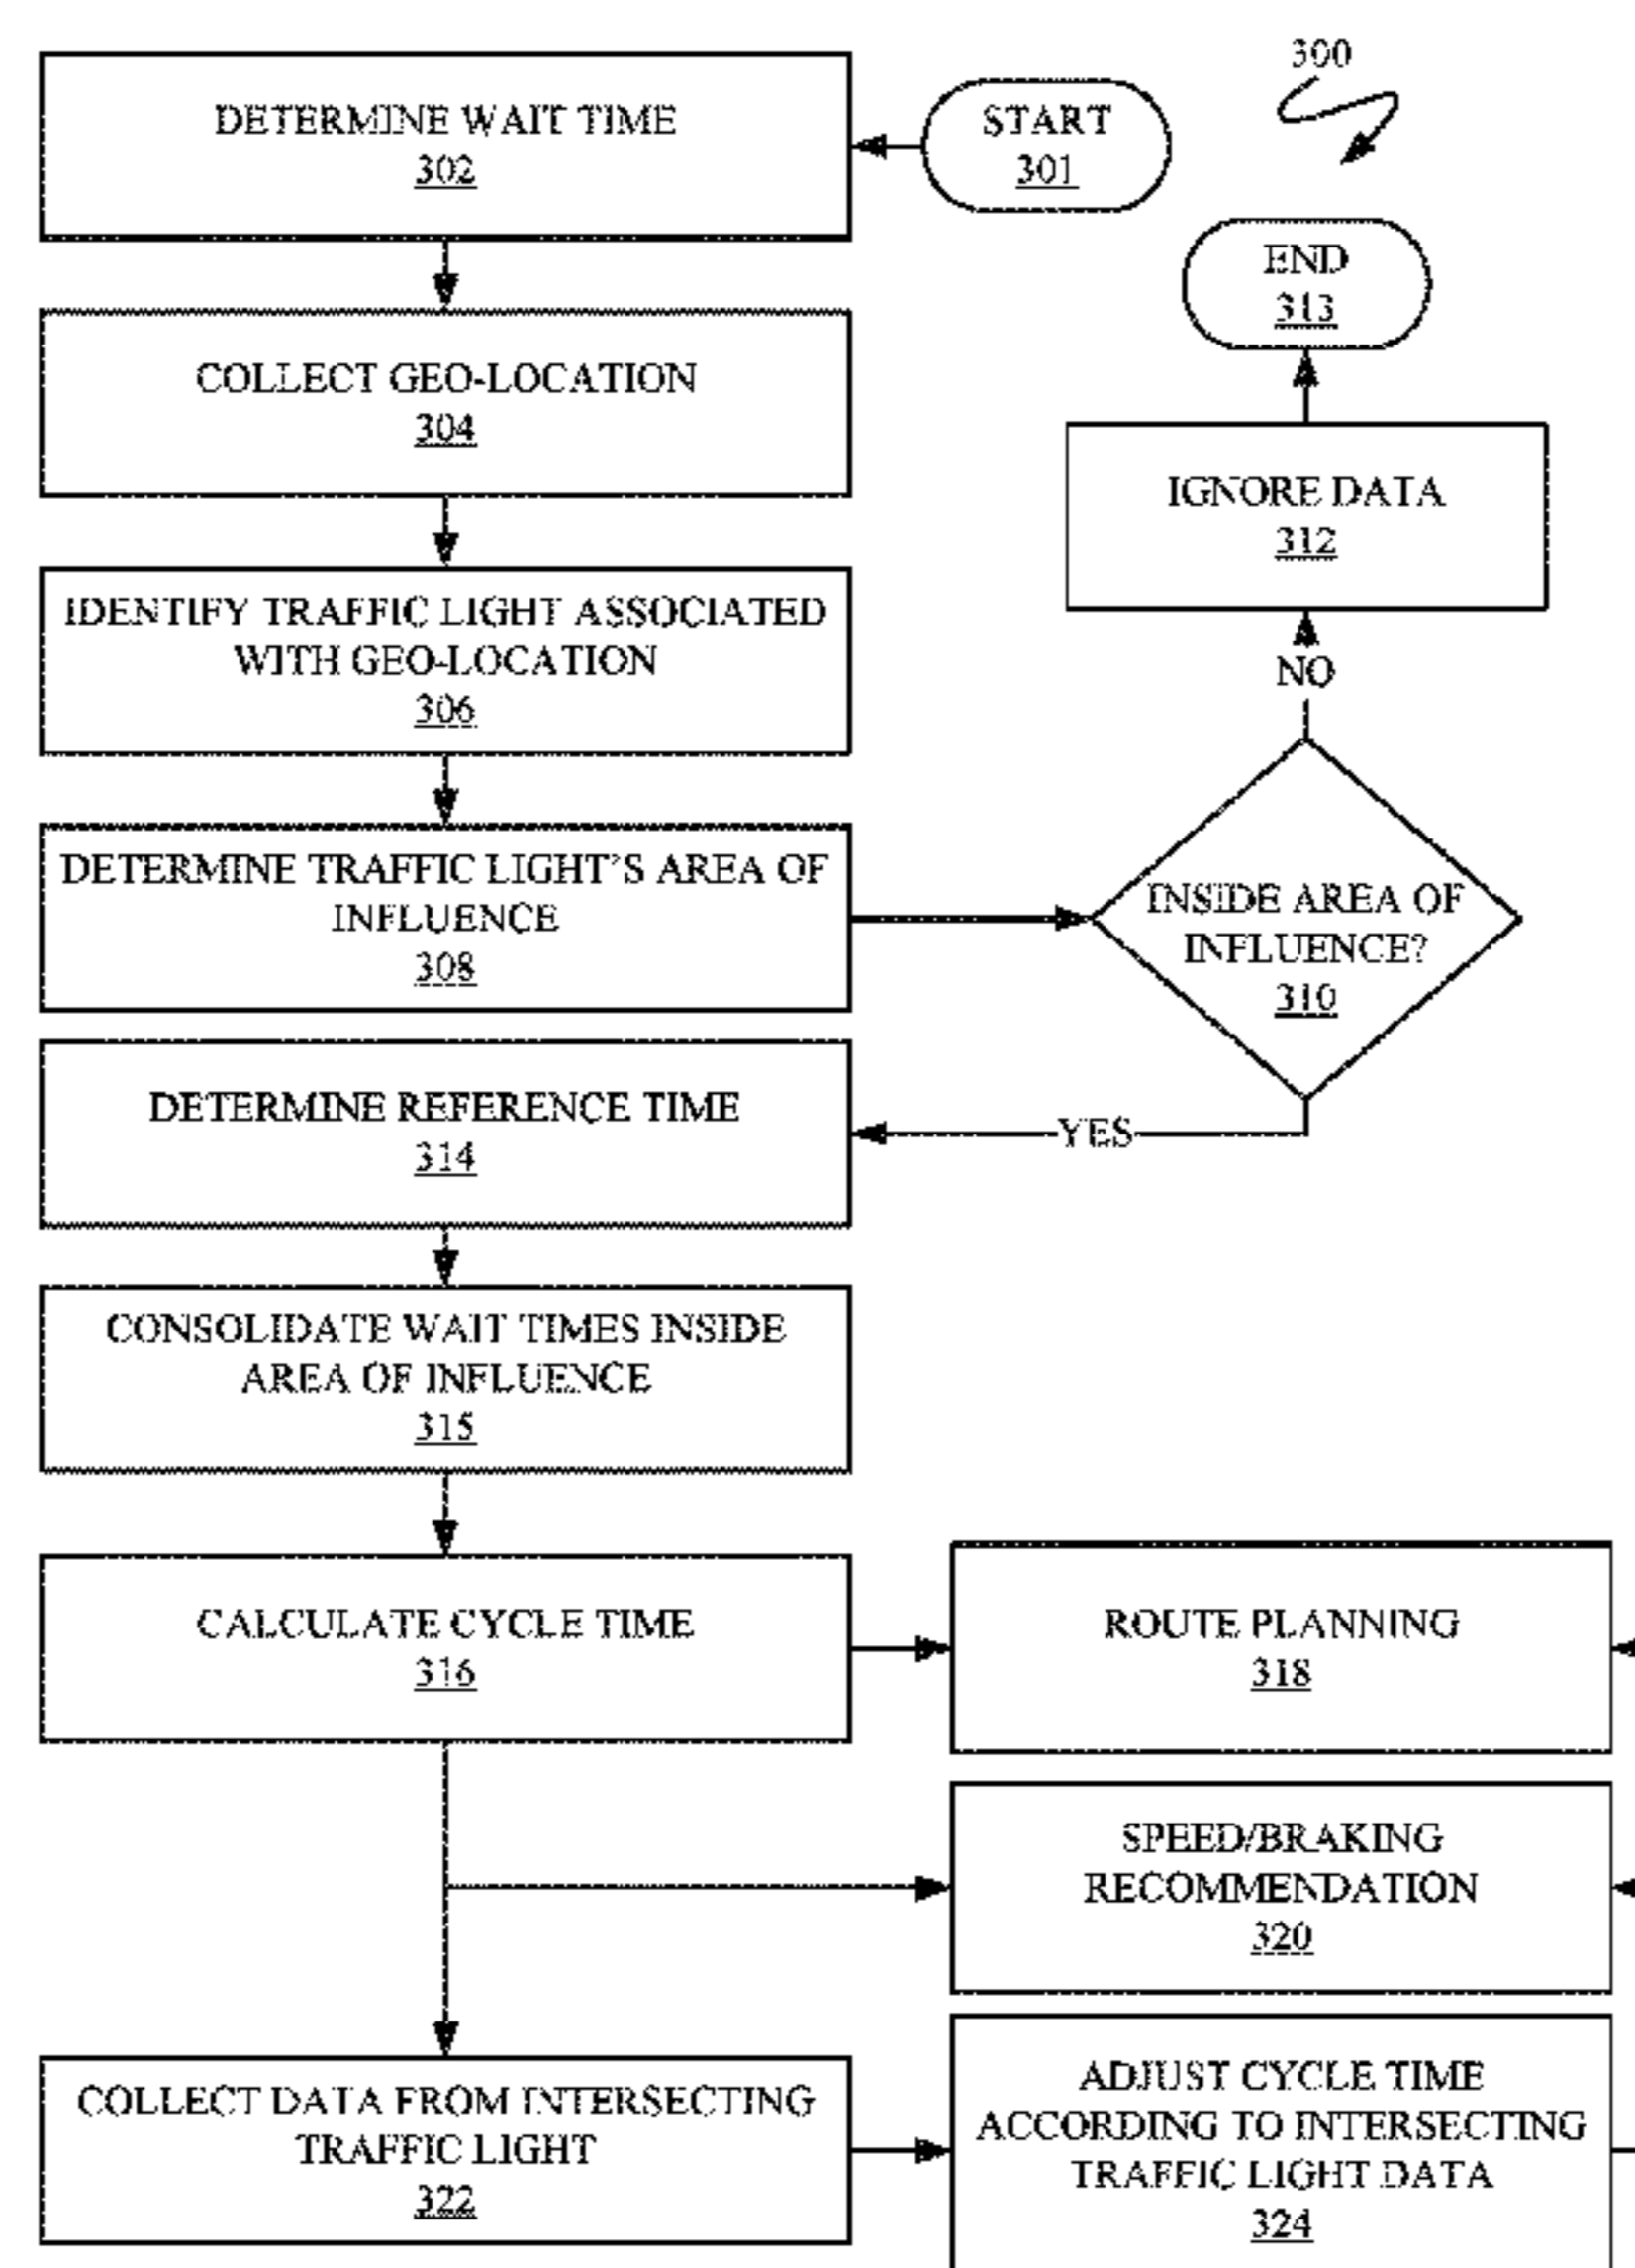 300
START
301
DETERMINE WAIT TIME
302
END
313
COLLECT GEO-LOCATION
304
IGNORE DATA
312
IDENTIFY TRAFFIC LIGHT ASSOCIATED
WITH GEO-LOCATION
306
NO
DETERMINE TRAFFIC LIGHT'S AREA OF
INFLUENCE
308
INSIDE AREA OF
INFLUENCE?
310
YES
DETERMINE REFERENCE TIME
314
CONSOLIDATE WAIT TIMES INSIDE
AREA OF INFLUENCE
315
CALCULATE CYCLE TIME
316
ROUTE PLANNING
318
SPEED/BRAKING
RECOMMENDATION
320
COLLECT DATA FROM INTERSECTING
TRAFFIC LIGHT
322
ADJUST CYCLE TIME
ACCORDING TO INTERSECTING
TRAFFIC LIGHT DATA
324